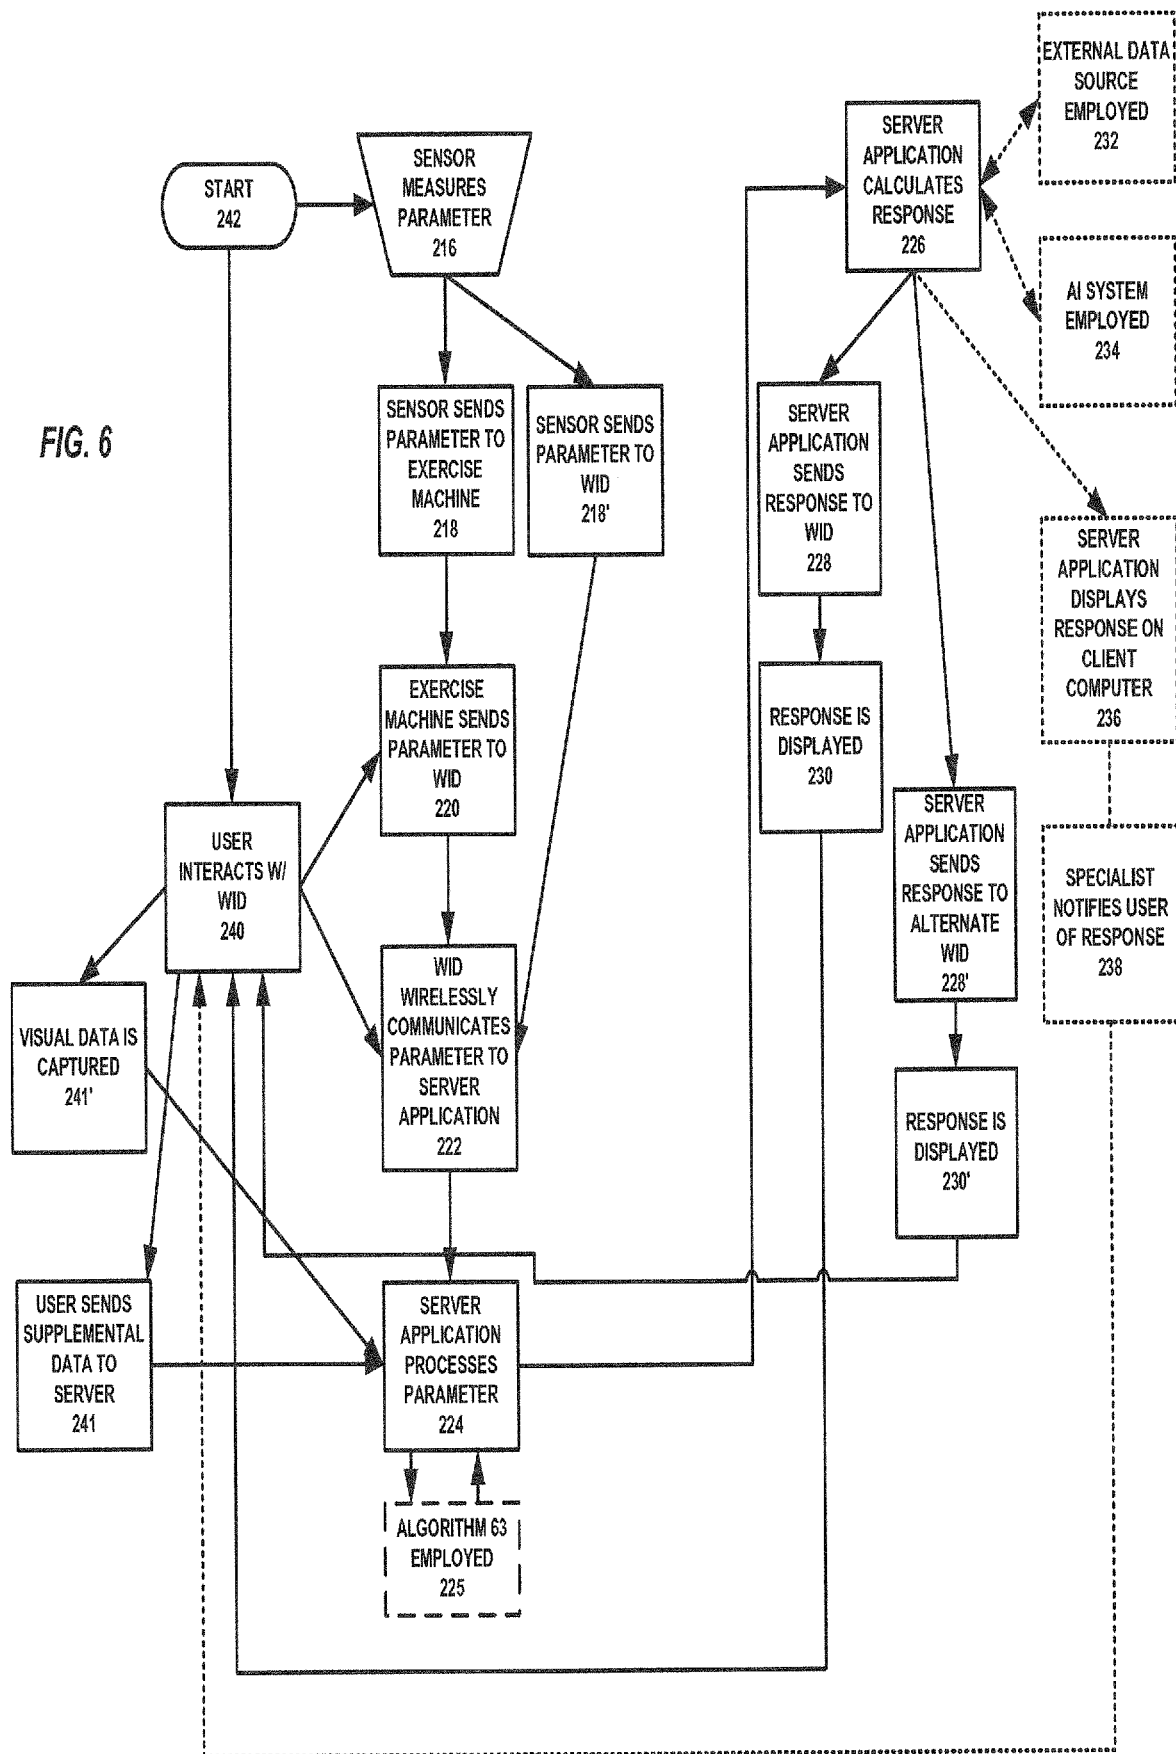 FIG. 6
START
242
SENSOR
MEASURES
PARAMETER
216
SENSOR SENDS
PARAMETER TO
EXERCISE
MACHINE
218
SENSOR SENDS
PARAMETER TO
WID
218'
EXERCISE
MACHINE SENDS
PARAMETER TO
WID
220
USER
INTERACTS W/
WID
240
WID
WIRELESSLY
COMMUNICATES
PARAMETER TO
SERVER
APPLICATION
222
VISUAL DATA IS
CAPTURED
241'
USER SENDS
SUPPLEMENTAL
DATA TO
SERVER
241
SERVER
APPLICATION
PROCESSES
PARAMETER
224
ALGORITHM 63
EMPLOYED
225
SERVER
APPLICATION
CALCULATES
RESPONSE
226
EXTERNAL DATA
SOURCE
EMPLOYED
232
AI SYSTEM
EMPLOYED
234
SERVER
APPLICATION
SENDS
RESPONSE TO
WID
228
RESPONSE IS
DISPLAYED
230
SERVER
APPLICATION
SENDS
RESPONSE TO
ALTERNATE
WID
228'
RESPONSE IS
DISPLAYED
230'
SERVER
APPLICATION
DISPLAYS
RESPONSE ON
CLIENT
COMPUTER
236
SPECIALIST
NOTIFIES USER
OF RESPONSE
238